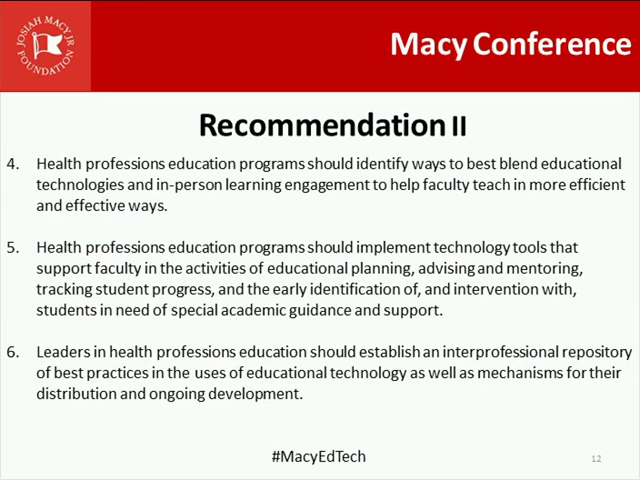 JOSIAH MACY JR
FOUNDATION
Macy Conference
Recommendation II
4. Health professions education programs should identify ways to best blend educational
technologies and in-person learning engagement to help faculty teach in more efficient
and effective ways.
5. Health professions education programs should implement technology tools that
support faculty in the activities of educational planning, advising and mentoring,
tracking student progress, and the early identification of, and intervention with,
students in need of special academic guidance and support.
6. Leaders in health professions education should establish an interprofessional repository
of best practices in the uses of educational technology as well as mechanisms for their
distribution and ongoing development.
#MacyEdTech
12